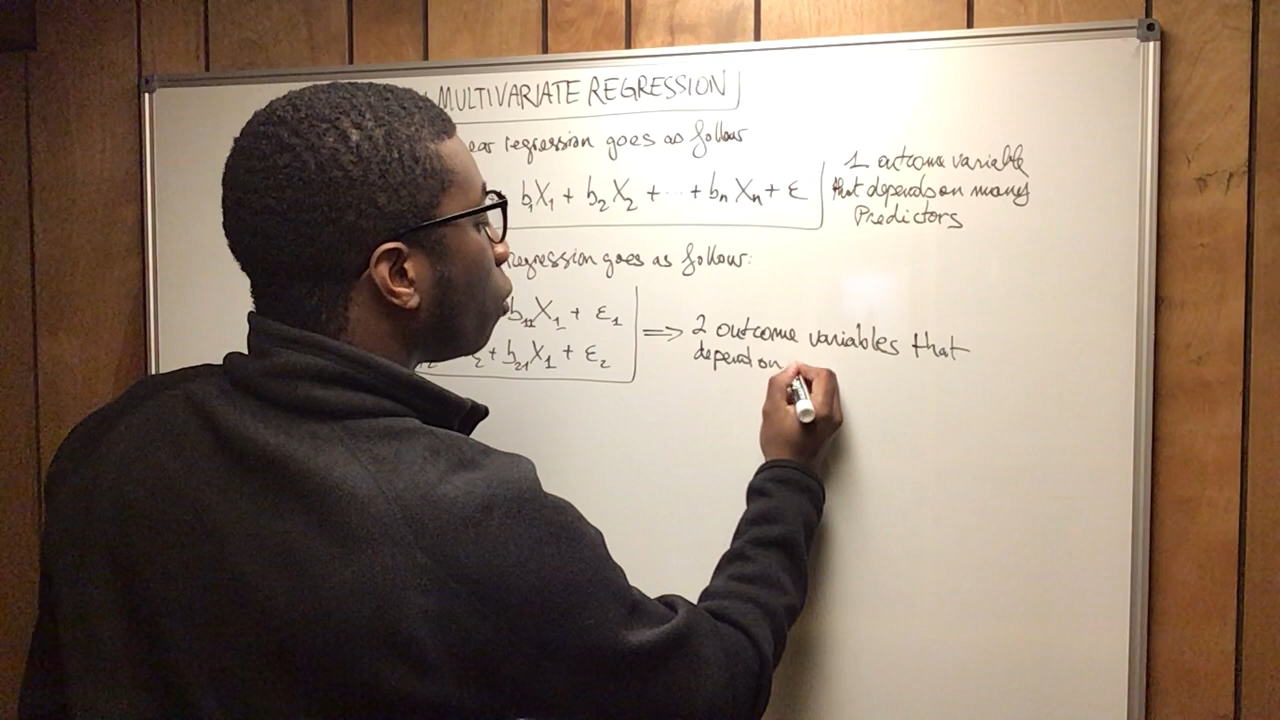 MULTIVARIATE REGRESSION
ear regression goes as follow
b₁X₁ + b₂X₂ + ... + bₙXₙ + ε
1 outcome variable
that depends on many
Predictors
Regression goes as follow:
b₁₁X₁ + ε₁
₂ + b₂₁X₁ + ε₂
⇒ 2 outcome variables that
depend on